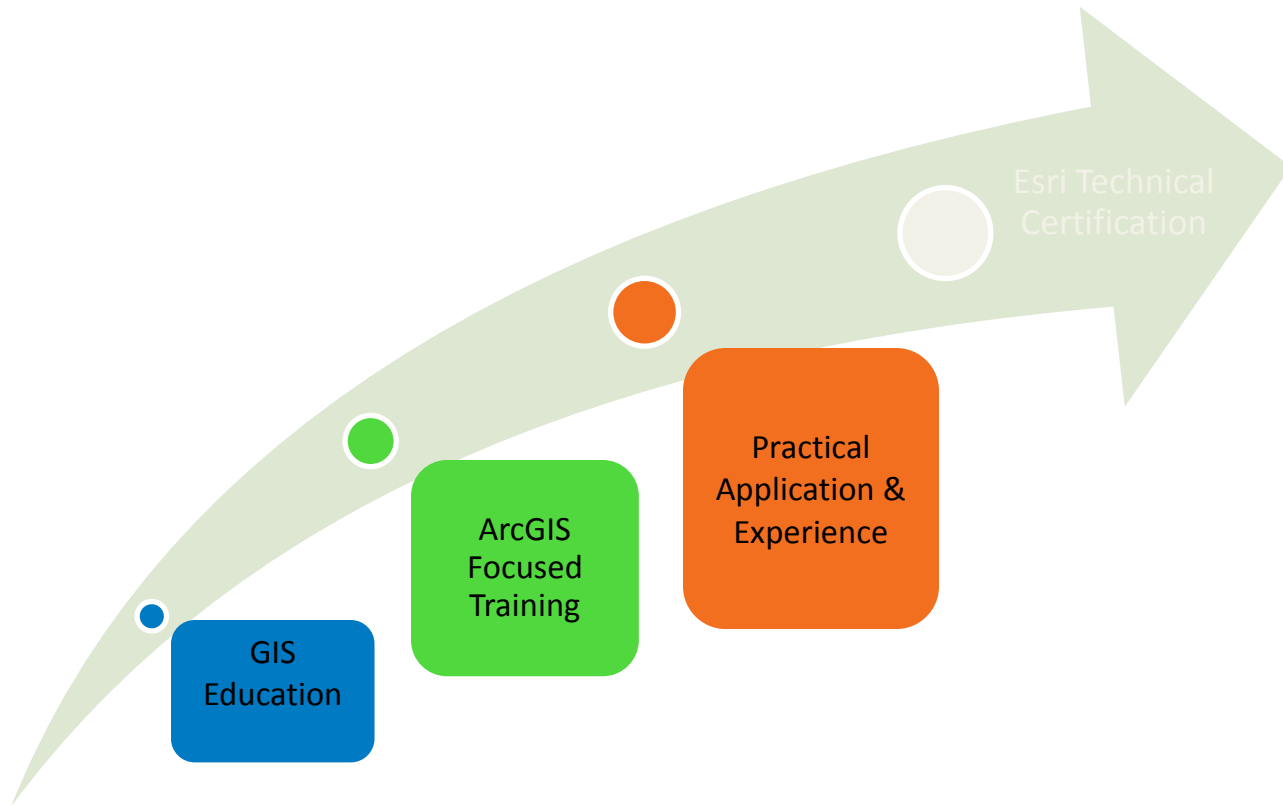 Esri Technical
Certification
Practical
Application &
Experience
ArcGIS
Focused
Training
GIS
Education